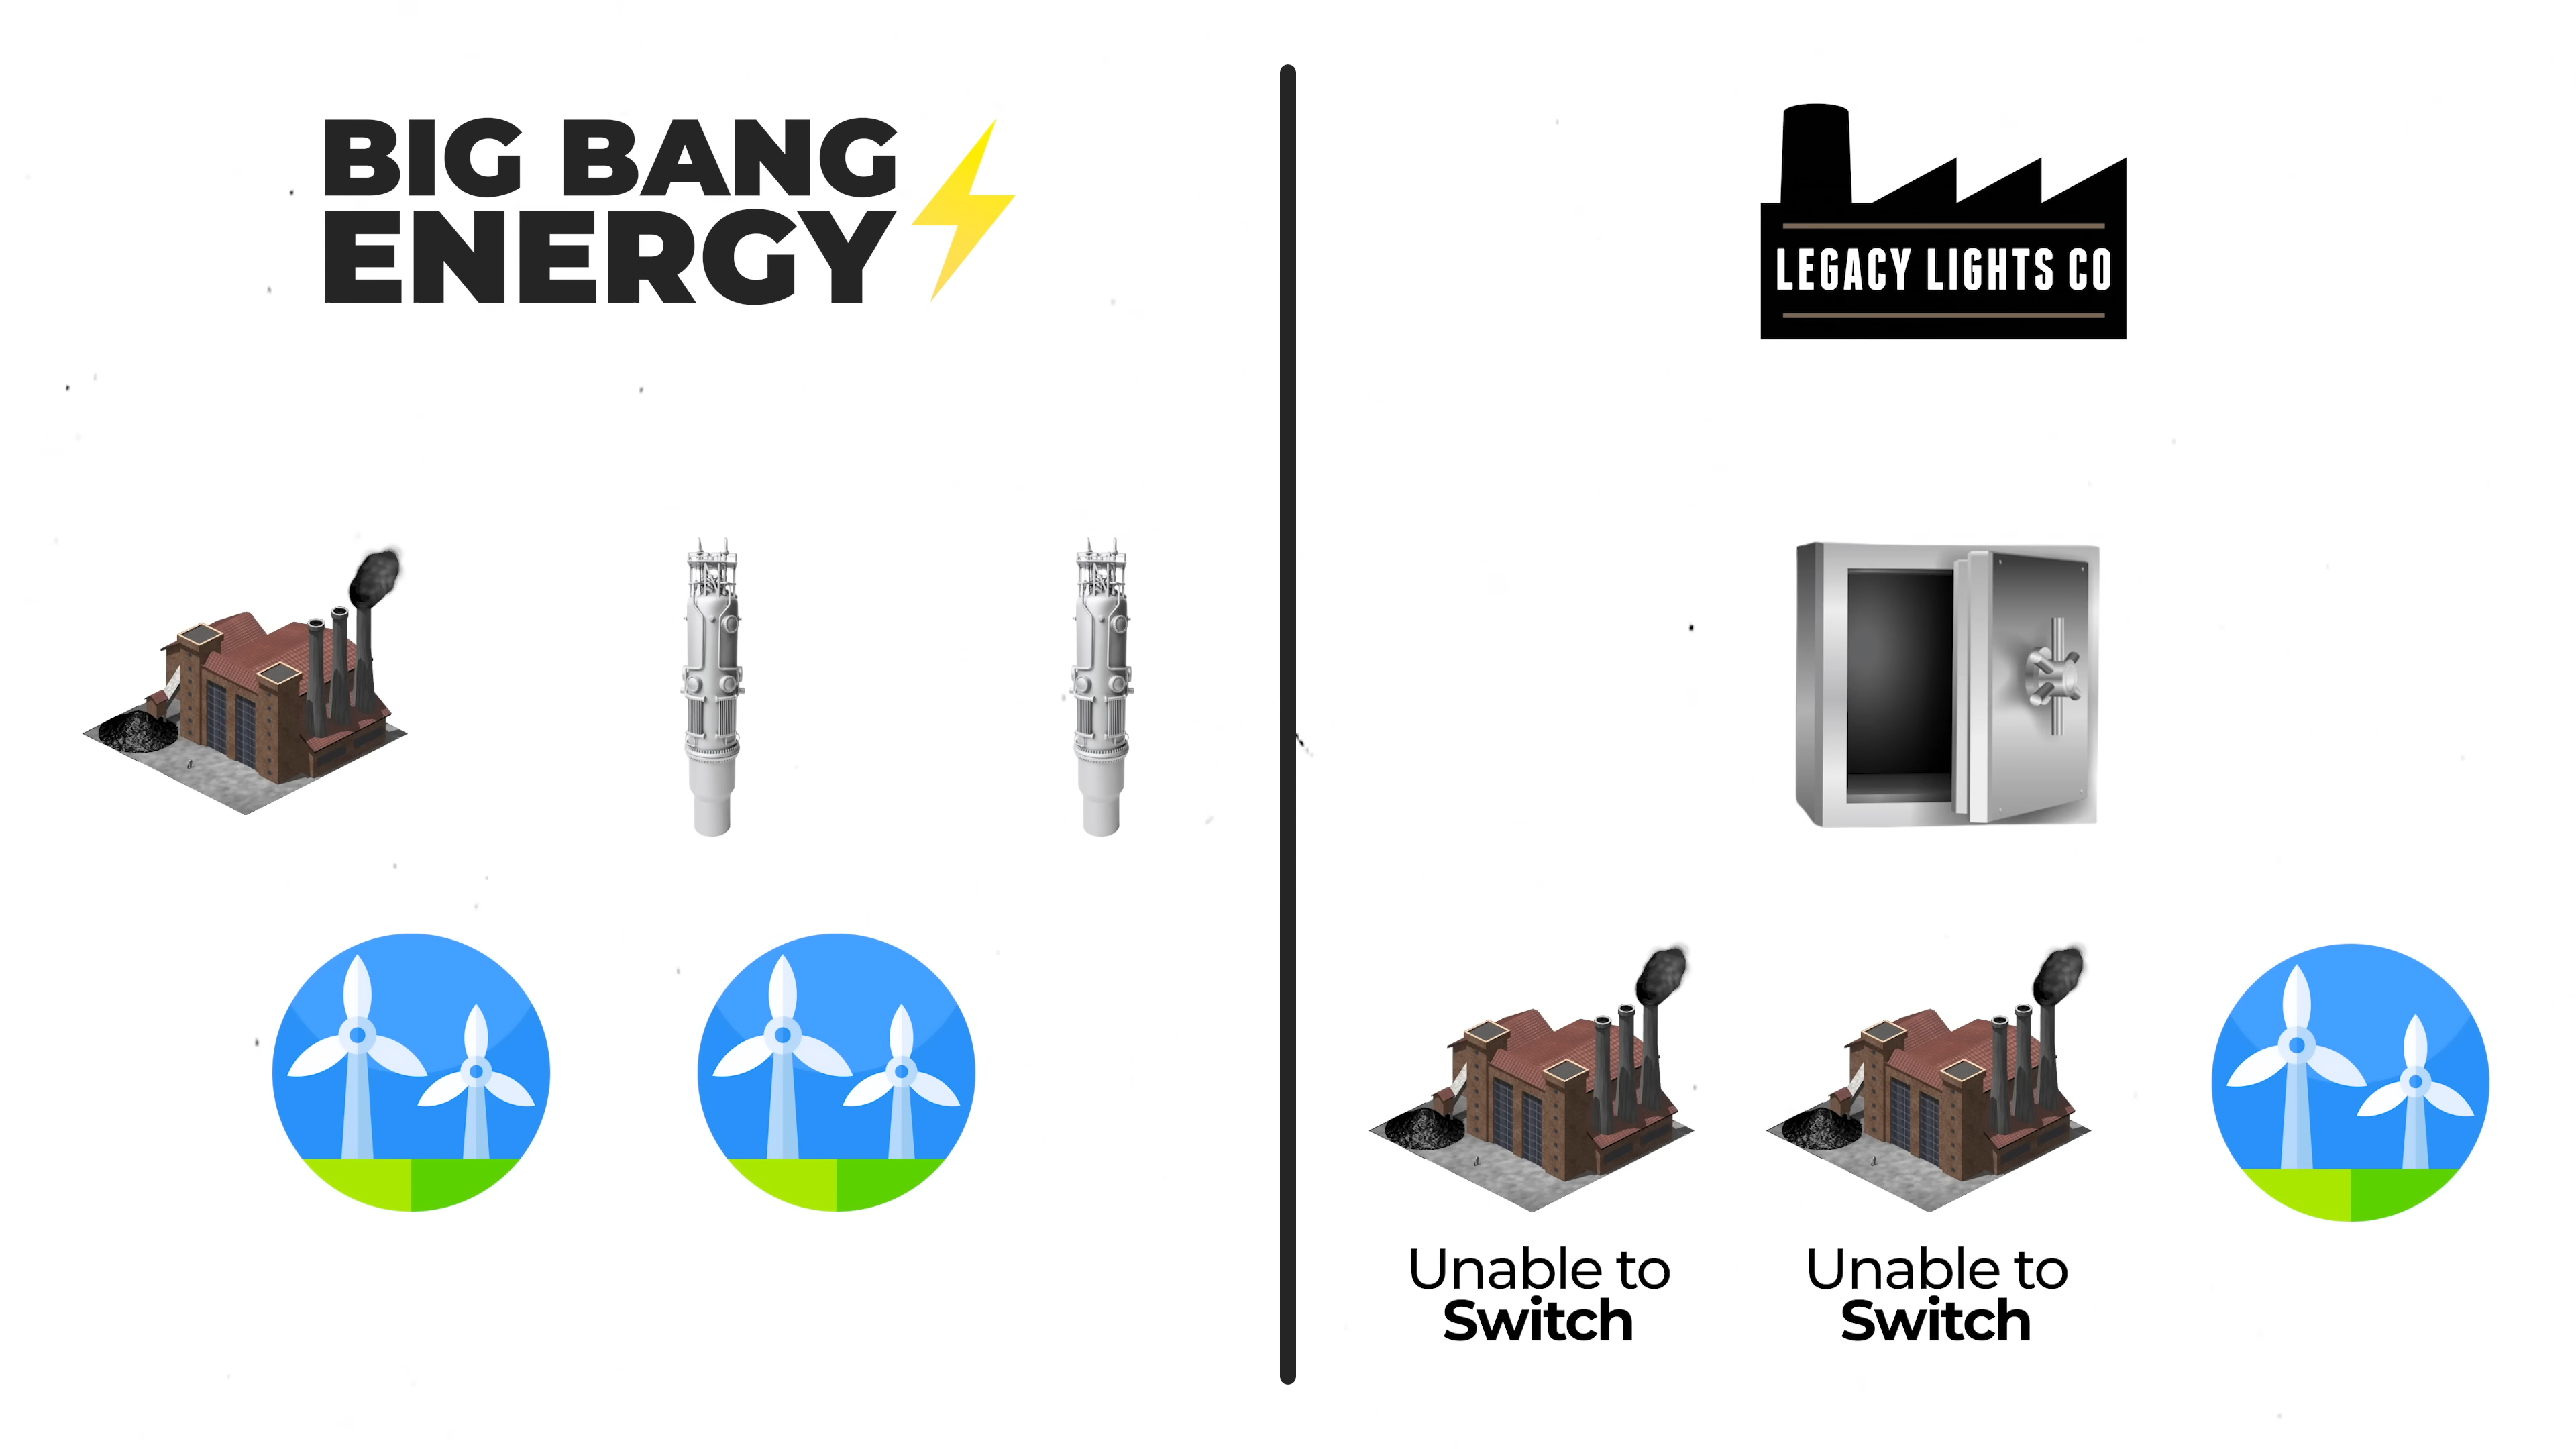 BIG BANG
ENERGY
LEGACY LIGHTS CO
Unable to
Switch
Unable to
Switch